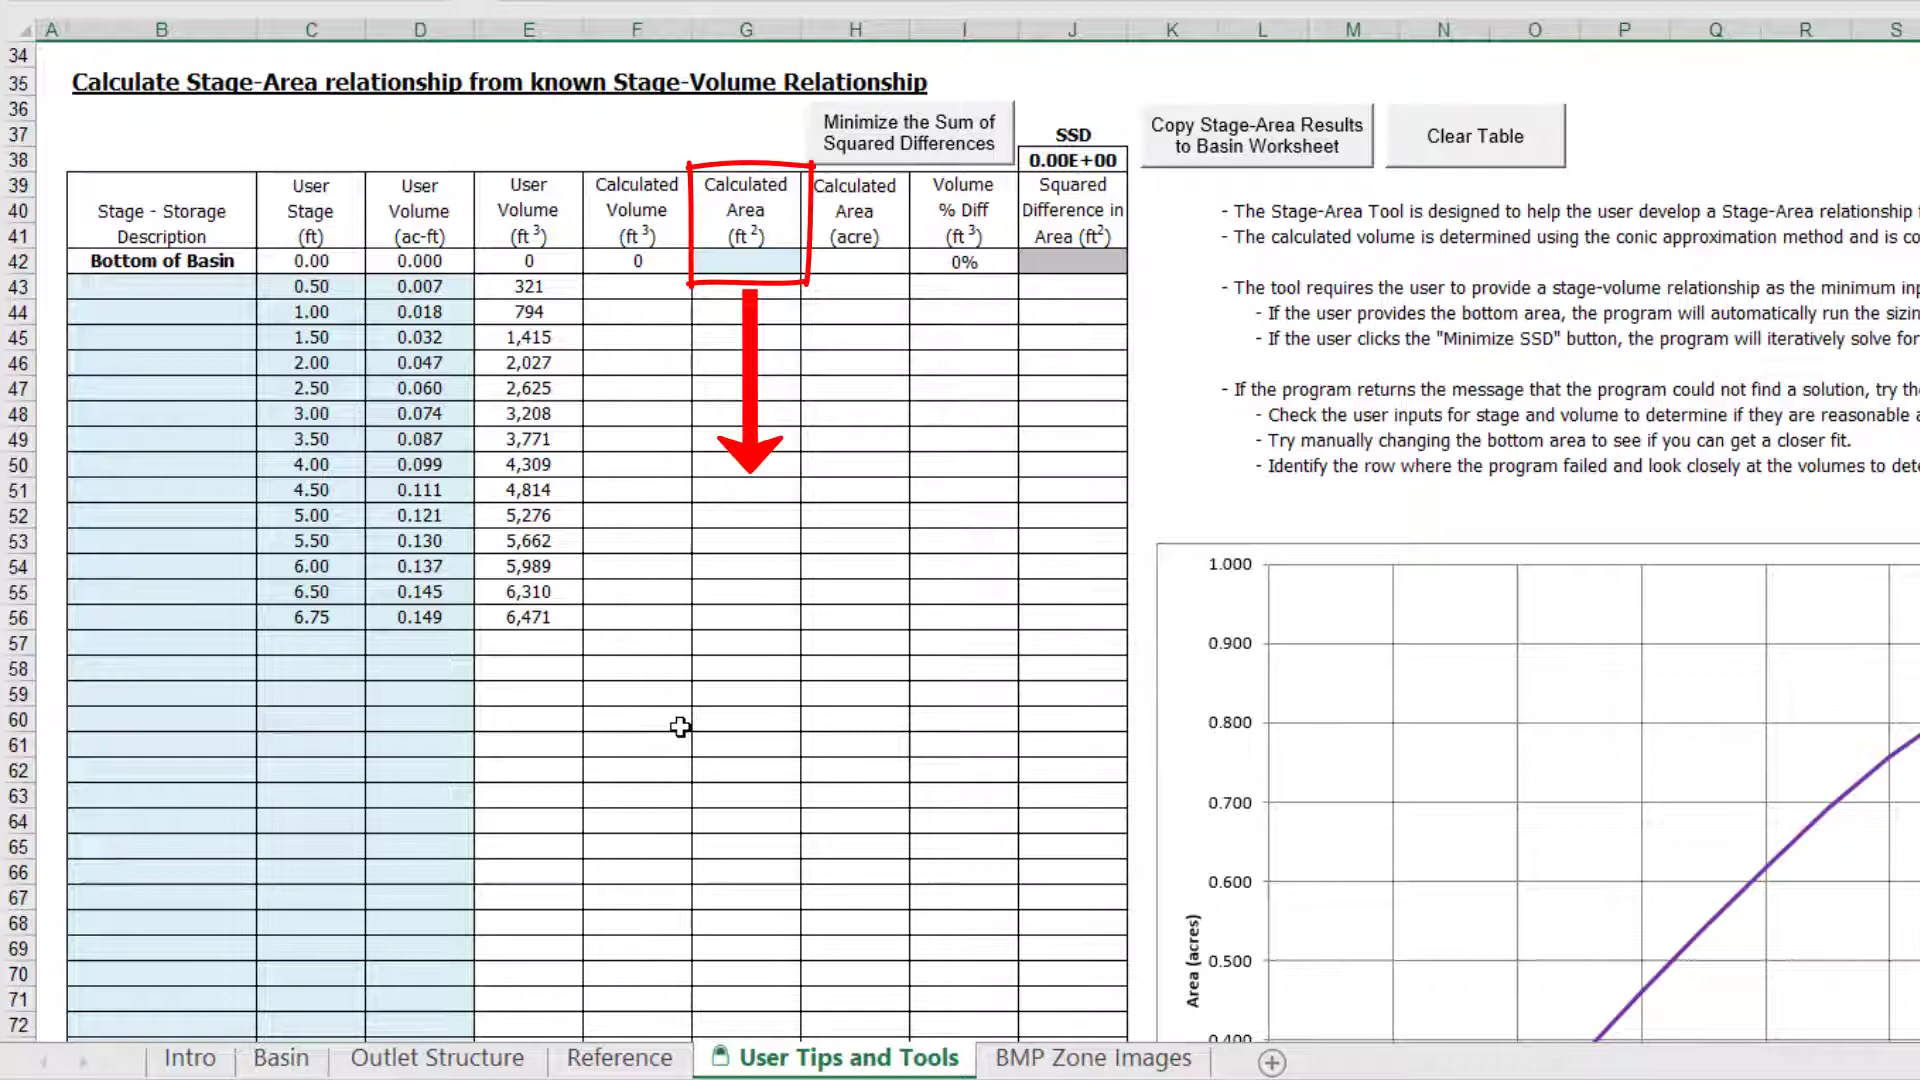 A B C D E F G H I J K L M N O P Q R S
34
35 Calculate Stage-Area relationship from known Stage-Volume Relationship
36
37 Minimize the Sum of Squared Differences SSD Copy Stage-Area Results to Basin Worksheet Clear Table
38 0.00E+00
39 User User User Calculated Calculated Calculated Volume Squared
40 Stage - Storage Stage Volume Volume Volume Area Area % Diff Difference in - The Stage-Area Tool is designed to help the user develop a Stage-Area relationship
41 Description (ft) (ac-ft) (ft 3) (ft 3) (ft 2) (acre) (ft 3) Area (ft2) - The calculated volume is determined using the conic approximation method and is
42 Bottom of Basin 0.00 0.000 0 0 0%
43 0.50 0.007 321 - The tool requires the user to provide a stage-volume relationship as the minimum
44 1.00 0.018 794 - If the user provides the bottom area, the program will automatically run the
45 1.50 0.032 1,415 - If the user clicks the "Minimize SSD" button, the program will iteratively solve for
46 2.00 0.047 2,027
47 2.50 0.060 2,625 - If the program returns the message that the program could not find a solution, try
48 3.00 0.074 3,208 - Check the user inputs for stage and volume to determine if they are reasonable
49 3.50 0.087 3,771 - Try manually changing the bottom area to see if you can get a closer fit.
50 4.00 0.099 4,309 - Identify the row where the program failed and look closely at the volumes to
51 4.50 0.111 4,814
52 5.00 0.121 5,276
53 5.50 0.130 5,662
54 6.00 0.137 5,989 1.000
55 6.50 0.145 6,310
56 6.75 0.149 6,471
57 0.900
58
59
60 0.800
61
62
63 0.700
64
65
66 0.600
67
68
69 0.500
70
71
72 0.400
Area (acres)
Intro Basin Outlet Structure Reference User Tips and Tools BMP Zone Images